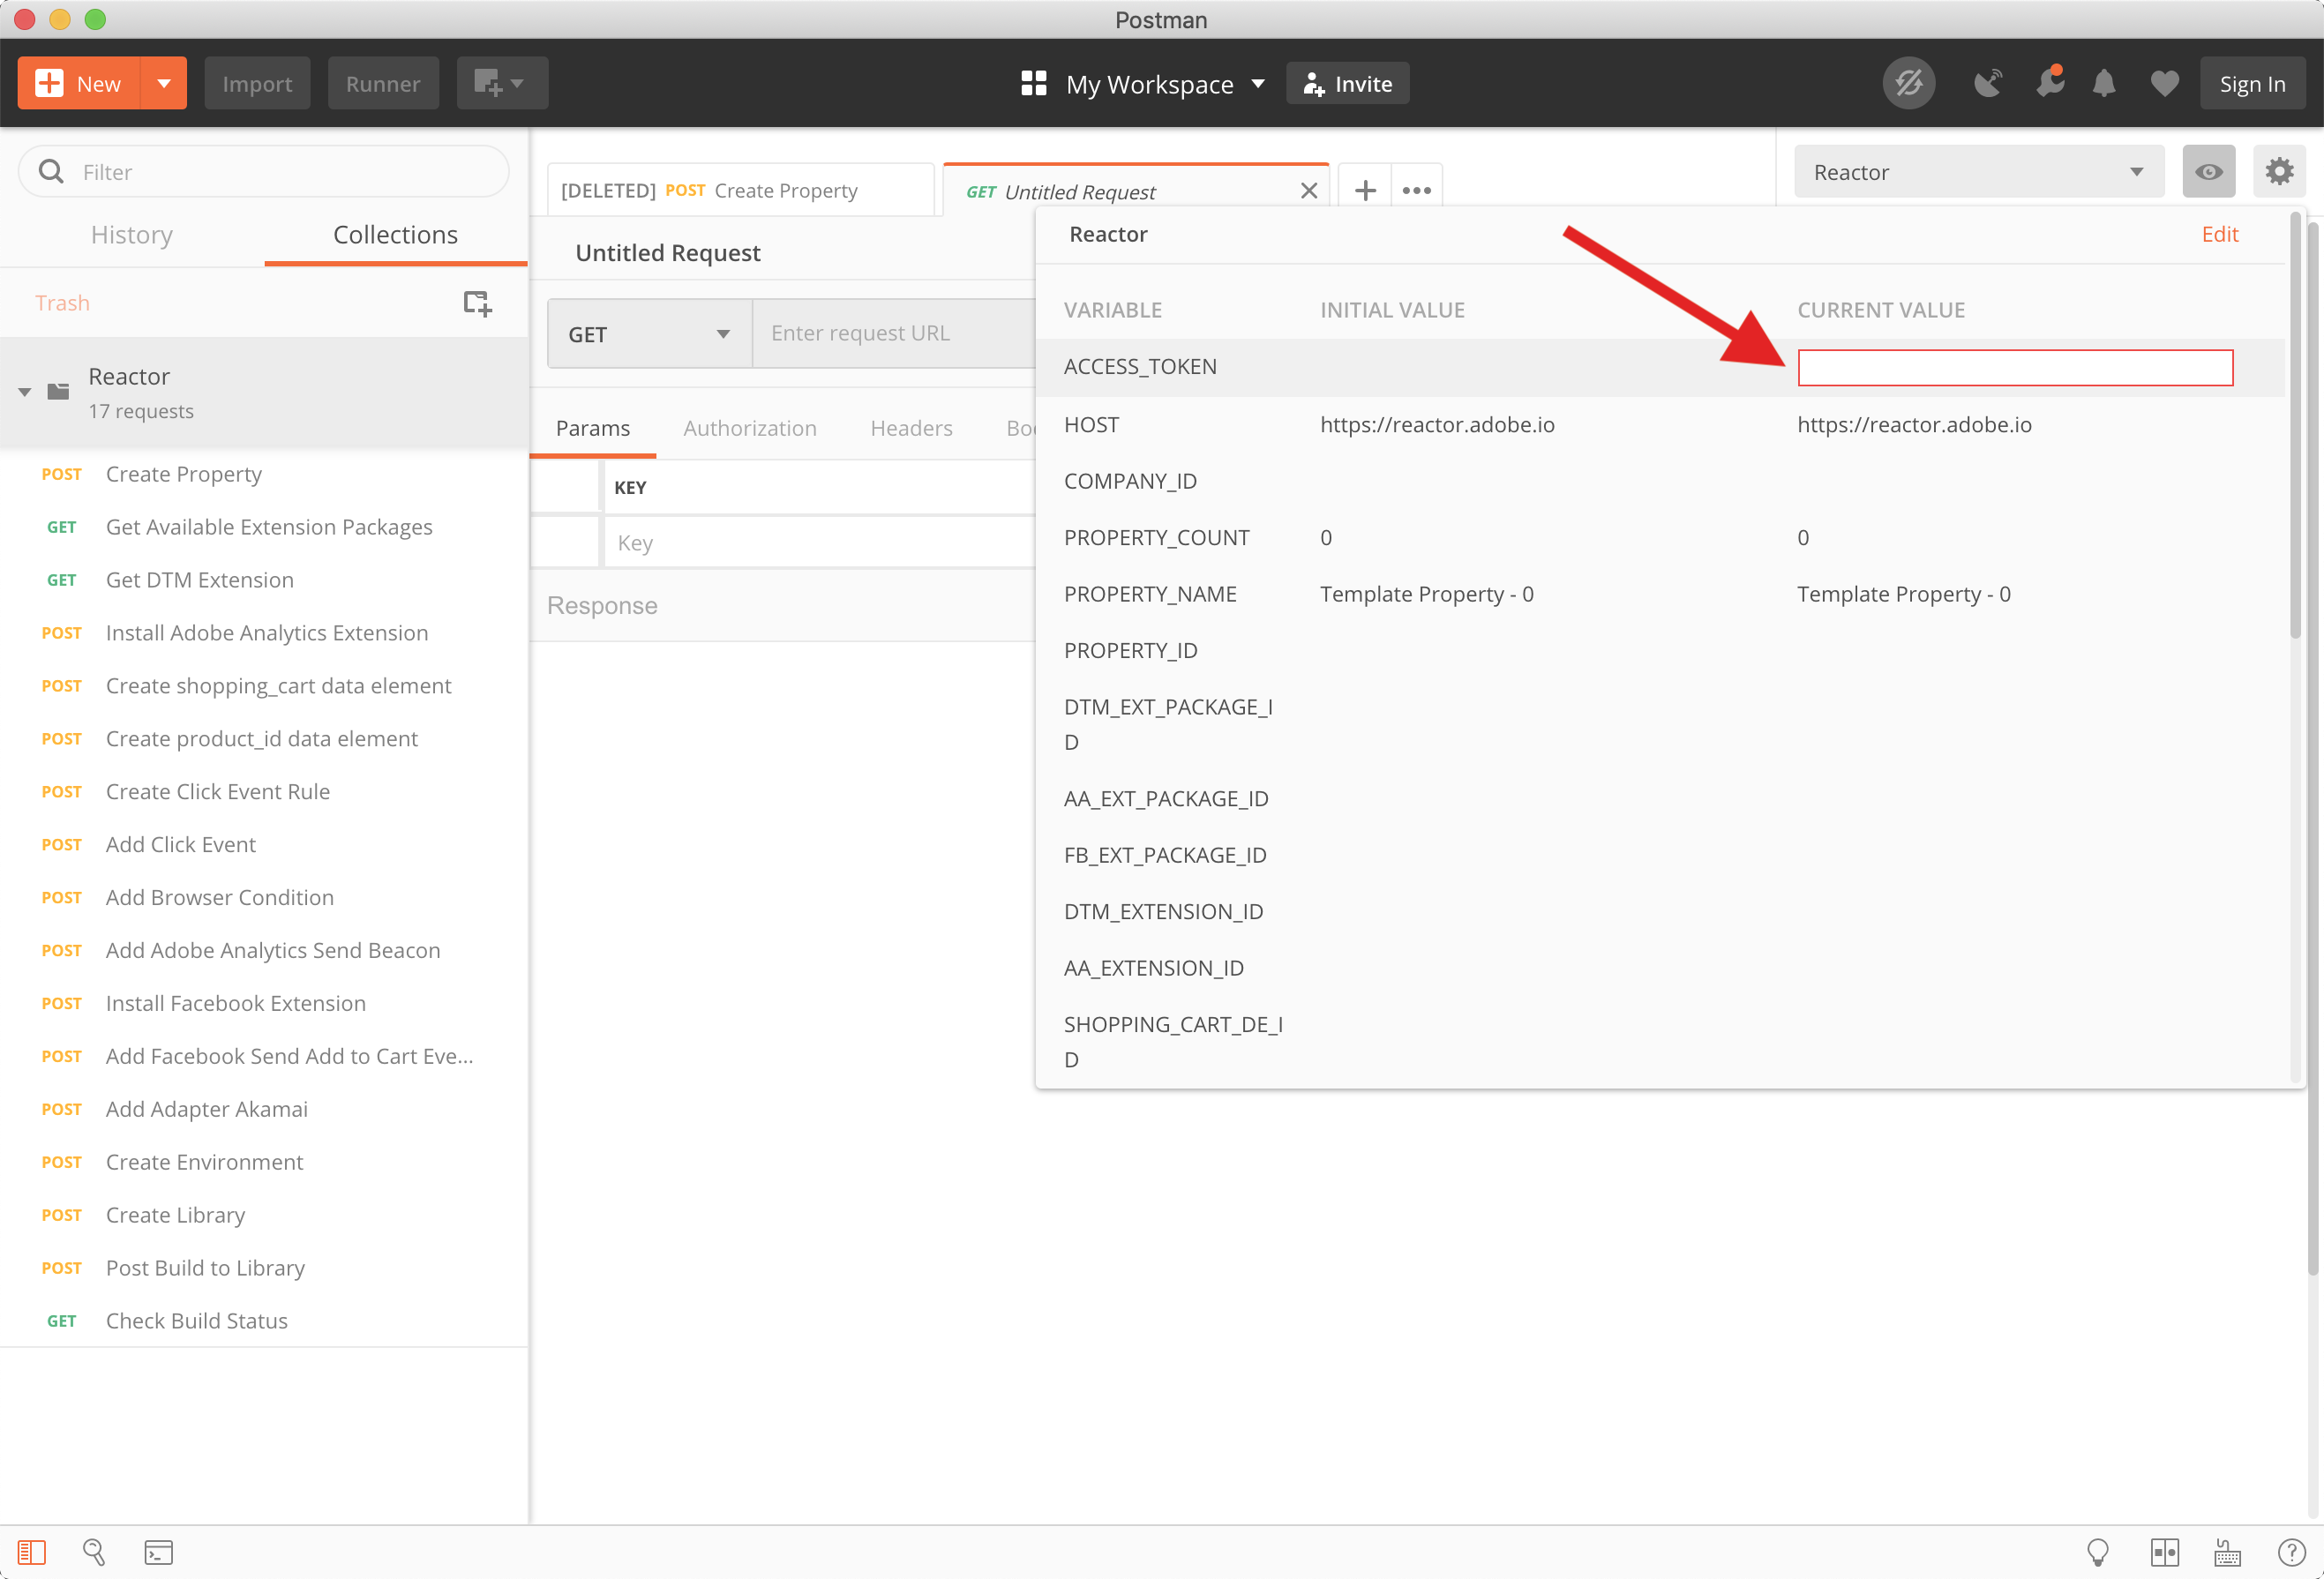 Postman
New
Import
Runner
My Workspace
Invite
Sign In
Filter
History
Collections
Trash
Reactor
17 requests
POST Create Property
GET Get Available Extension Packages
GET Get DTM Extension
POST Install Adobe Analytics Extension
POST Create shopping_cart data element
POST Create product_id data element
POST Create Click Event Rule
POST Add Click Event
POST Add Browser Condition
POST Add Adobe Analytics Send Beacon
POST Install Facebook Extension
POST Add Facebook Send Add to Cart Eve...
POST Add Adapter Akamai
POST Create Environment
POST Create Library
POST Post Build to Library
GET Check Build Status
[DELETED] POST Create Property
GET Untitled Request
Reactor
Untitled Request
GET
Enter request URL
Params Authorization Headers Bo
KEY
Key
Response
Reactor
Edit
VARIABLE INITIAL VALUE CURRENT VALUE
ACCESS_TOKEN
HOST https://reactor.adobe.io https://reactor.adobe.io
COMPANY_ID
PROPERTY_COUNT 0 0
PROPERTY_NAME Template Property - 0 Template Property - 0
PROPERTY_ID
DTM_EXT_PACKAGE_I
D
AA_EXT_PACKAGE_ID
FB_EXT_PACKAGE_ID
DTM_EXTENSION_ID
AA_EXTENSION_ID
SHOPPING_CART_DE_I
D